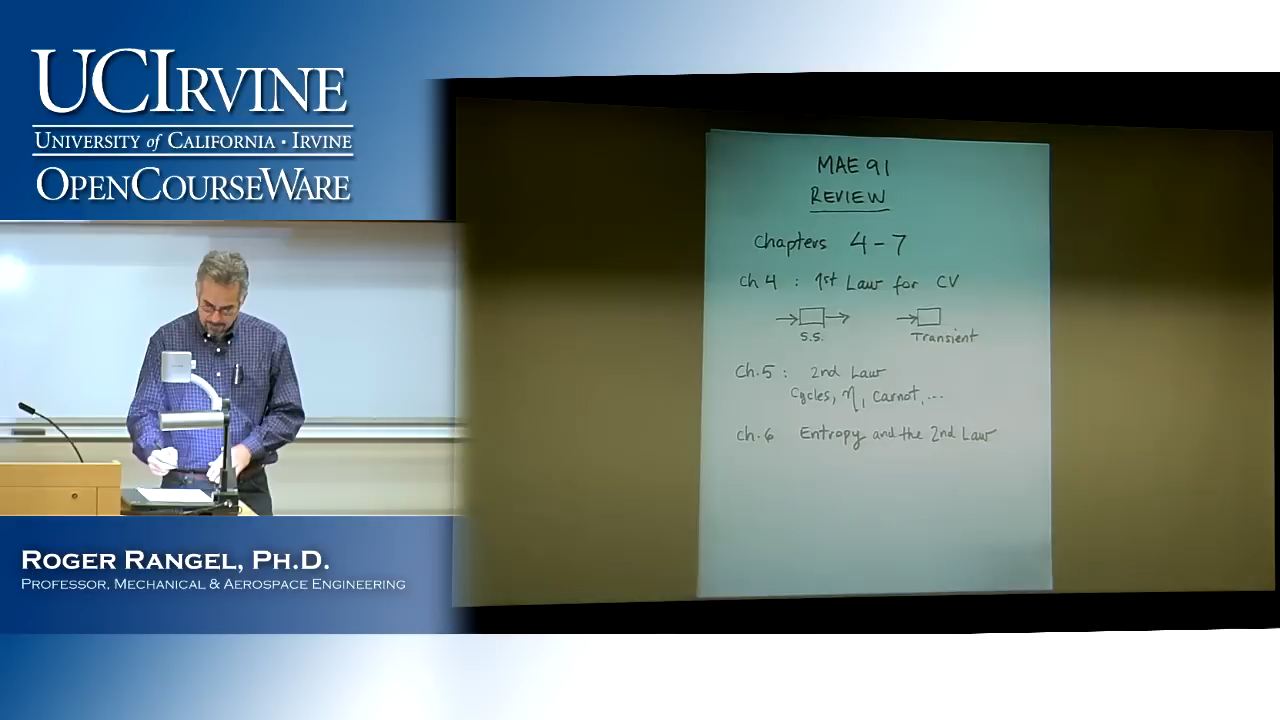 UCIRVINE
UNIVERSITY of CALIFORNIA · IRVINE
OPENCOURSEWARE
ROGER RANGEL, PH.D.
PROFESSOR, MECHANICAL & AEROSPACE ENGINEERING
MAE 91
REVIEW
Chapters 4-7
Ch 4 : 1st Law for CV
S.S. Transient
Ch.5 : 2nd Law
Cycles, η, Carnot, ...
Ch.6 Entropy and the 2nd Law